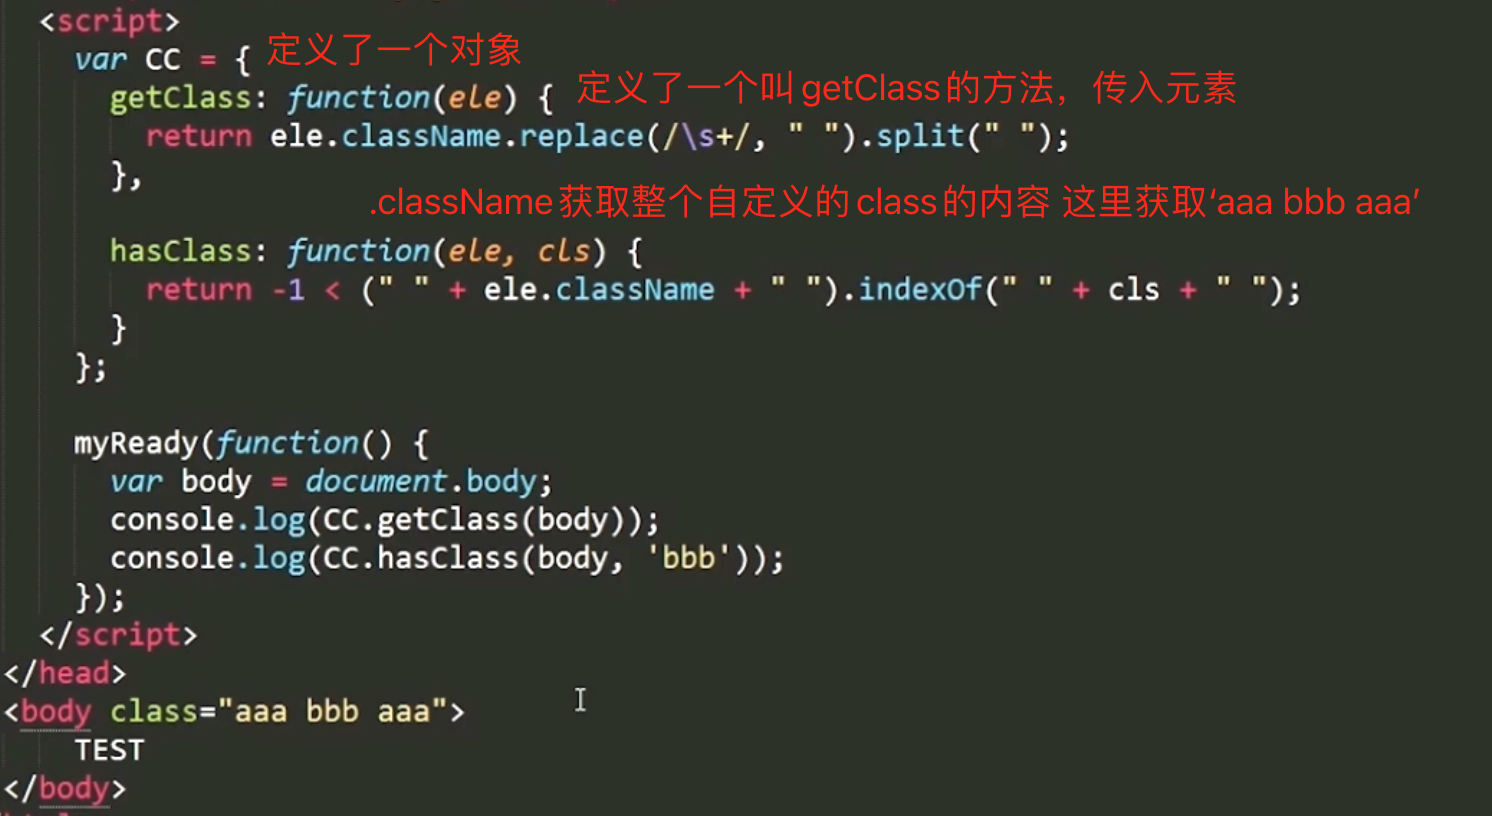 <script>
var CC = { 定义了一个对象
getClass: function(ele) { 定义了一个叫getClass的方法，传入元素
return ele.className.replace(/\s+/, " ").split(" ");
},
.className获取整个自定义的class的内容 这里获取‘aaa bbb aaa’
hasClass: function(ele, cls) {
return -1 < (" " + ele.className + " ").indexOf(" " + cls + " ");
}
};
myReady(function() {
var body = document.body;
console.log(CC.getClass(body));
console.log(CC.hasClass(body, 'bbb'));
});
</script>
</head>
<body class="aaa bbb aaa">
TEST
</body>